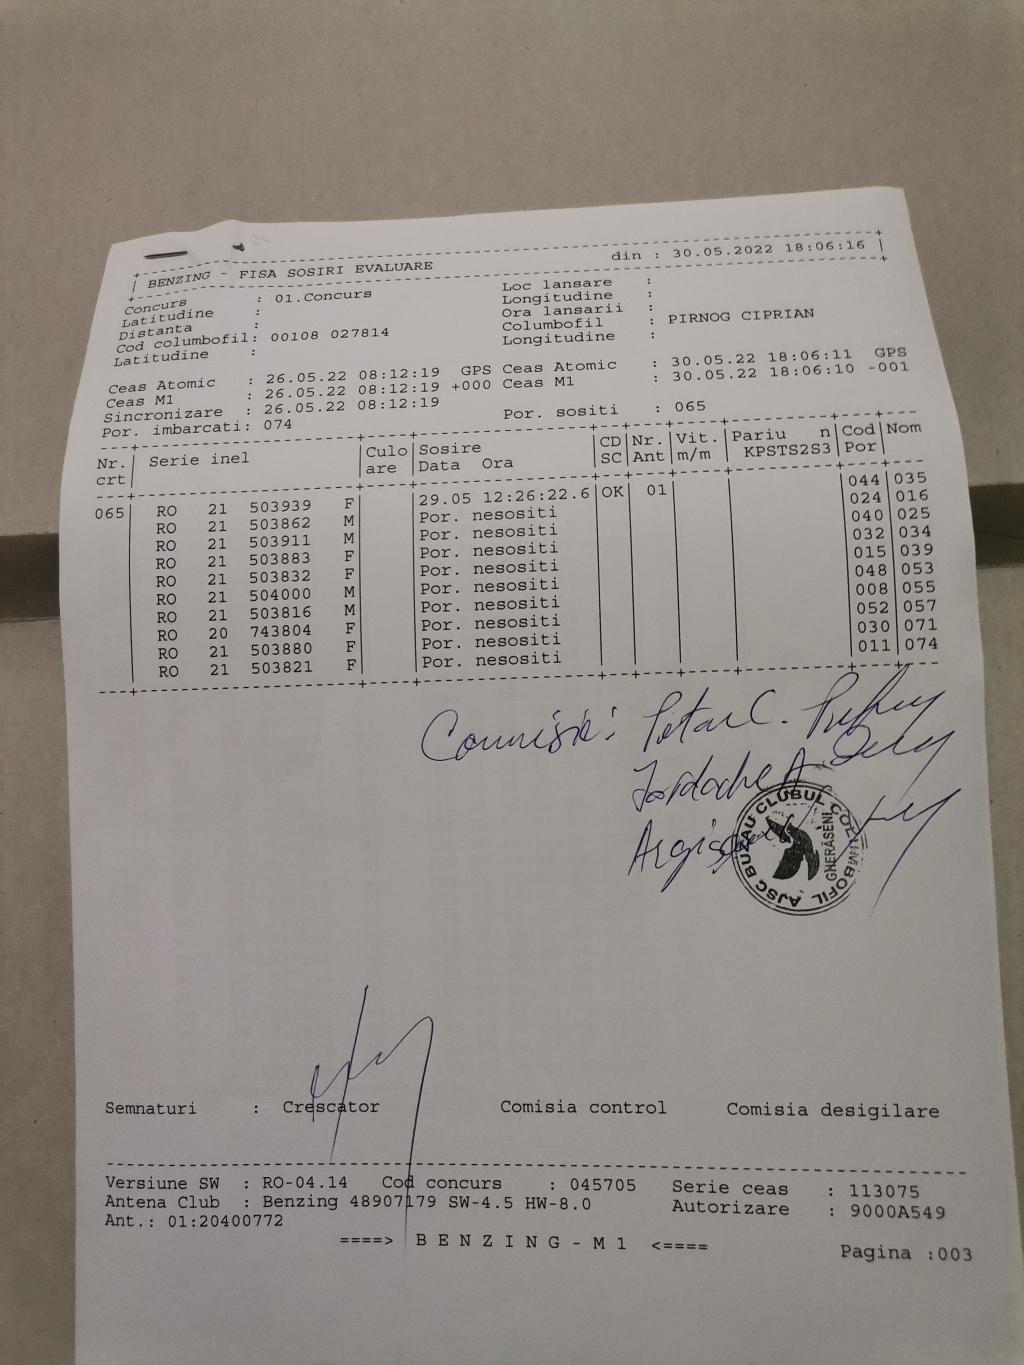 BENZING - FISA SOSIRI EVALUARE din : 30.05.2022 18:06:16
Concurs : 01.Concurs Loc lansare :
Latitudine : Longitudine :
Distanta : Ora lansarii :
Cod columbofil: 00108 027814 Columbofil : PIRNOG CIPRIAN
Latitudine : Longitudine :
Ceas Atomic : 26.05.22 08:12:19 GPS Ceas Atomic : 30.05.22 18:06:11 GPS
Ceas M1 : 26.05.22 08:12:19 +000 Ceas M1 : 30.05.22 18:06:10 -001
Sincronizare : 26.05.22 08:12:19
Por. imbarcati: 074 Por. sositi : 065
Nr. Serie inel Culo Sosire CD Nr. Vit. Pariu n Cod Nom
crt are Data Ora SC Ant m/m KPSTS2S3 Por
065 RO 21 503939 F 29.05 12:26:22.6 OK 01 044 035
RO 21 503862 M Por. nesositi 024 016
RO 21 503911 M Por. nesositi 040 025
RO 21 503883 F Por. nesositi 032 034
RO 21 503832 F Por. nesositi 015 039
RO 21 504000 M Por. nesositi 048 053
RO 21 503816 M Por. nesositi 008 055
RO 20 743804 F Por. nesositi 052 057
RO 21 503880 F Por. nesositi 030 071
RO 21 503821 F Por. nesositi 011 074
Comisia: C.
A.
AJSC BUZAU CLUBUL COLUMBOFIL
GHERĂSENI
Semnaturi : Crescator Comisia control Comisia desigilare
Versiune SW : RO-04.14 Cod concurs : 045705 Serie ceas : 113075
Antena Club : Benzing 48907179 SW-4.5 HW-8.0 Autorizare : 9000A549
Ant.: 01:20400772
====> B E N Z I N G - M 1 <====
Pagina :003